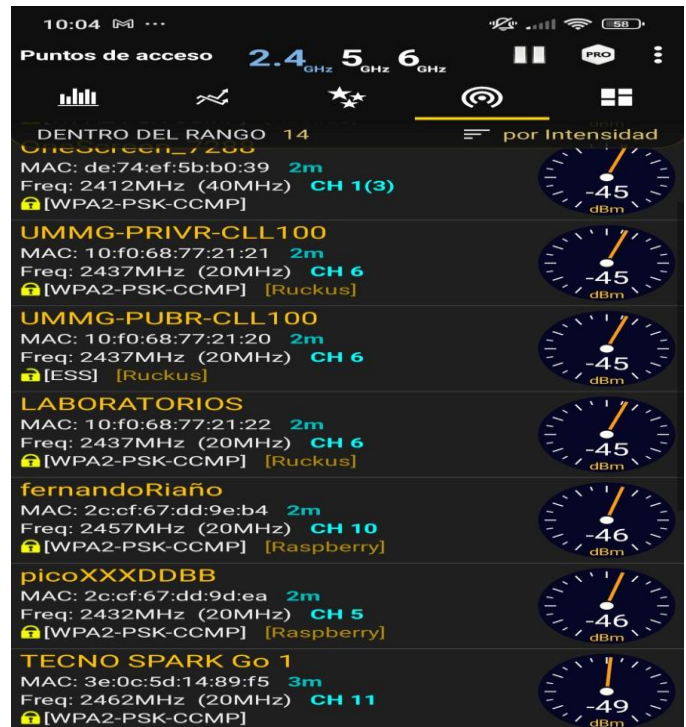 10:04 ... 58
Puntos de acceso 2.4GHz 5GHz 6GHz PRO
DENTRO DEL RANGO 14 por Intensidad
OneScreen_7288
MAC: de:74:ef:5b:b0:39 2m
Freq: 2412MHz (40MHz) CH 1(3)
[WPA2-PSK-CCMP]
-45
dBm
UMMG-PRIVR-CLL100
MAC: 10:f0:68:77:21:21 2m
Freq: 2437MHz (20MHz) CH 6
[WPA2-PSK-CCMP] [Ruckus]
-45
dBm
UMMG-PUBR-CLL100
MAC: 10:f0:68:77:21:20 2m
Freq: 2437MHz (20MHz) CH 6
[ESS] [Ruckus]
-45
dBm
LABORATORIOS
MAC: 10:f0:68:77:21:22 2m
Freq: 2437MHz (20MHz) CH 6
[WPA2-PSK-CCMP] [Ruckus]
-45
dBm
fernandoRiaño
MAC: 2c:cf:67:dd:9e:b4 2m
Freq: 2457MHz (20MHz) CH 10
[WPA2-PSK-CCMP] [Raspberry]
-46
dBm
picoXXXDDBB
MAC: 2c:cf:67:dd:9d:ea 2m
Freq: 2432MHz (20MHz) CH 5
[WPA2-PSK-CCMP] [Raspberry]
-46
dBm
TECNO SPARK Go 1
MAC: 3e:0c:5d:14:89:f5 3m
Freq: 2462MHz (20MHz) CH 11
[WPA2-PSK-CCMP]
-49
dBm